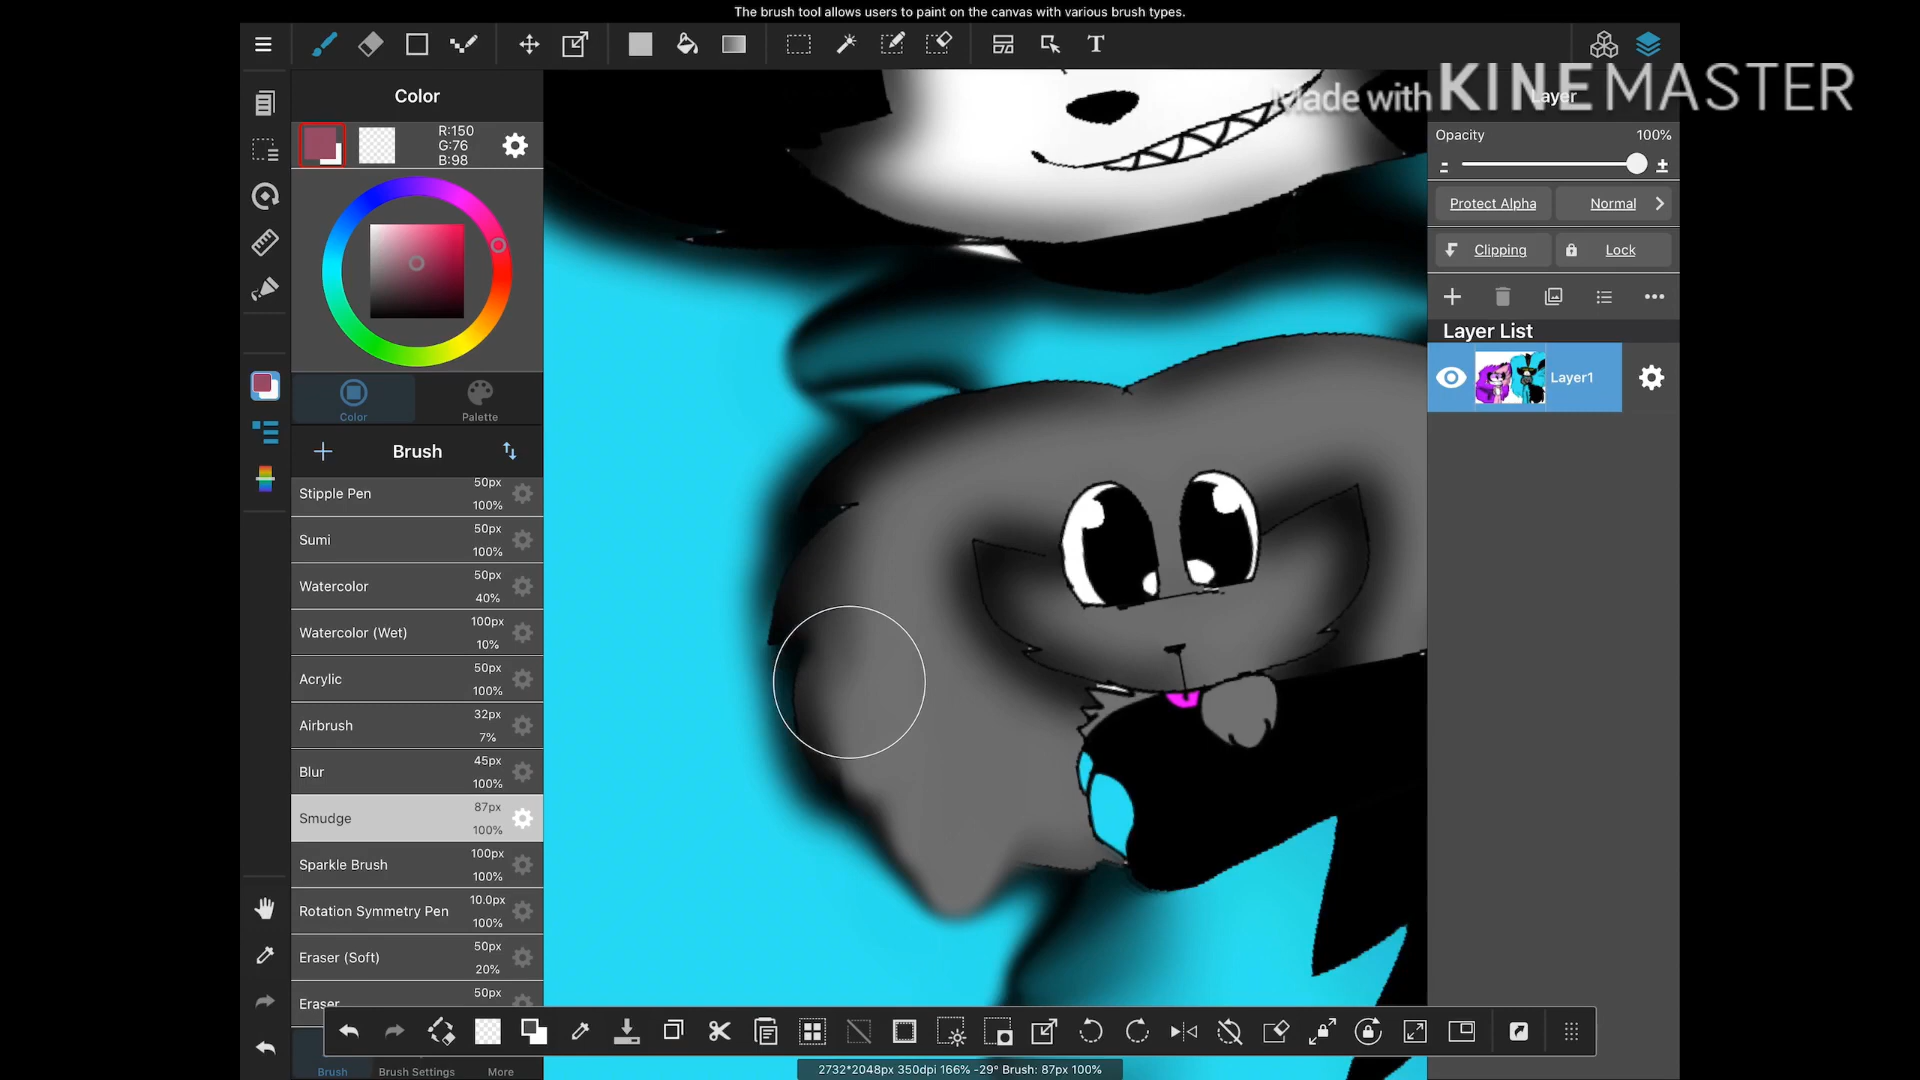 The brush tool allows users to paint on the canvas with various brush types.
T
Made with KINEMASTER
Color
Layer
R:150
G:76
B:98
Opacity 100%
Protect Alpha
Normal
Clipping
Lock
Layer List
Layer1
Color
Palette
Brush
Stipple Pen 50px 100%
Sumi 50px 100%
Watercolor 50px 40%
Watercolor (Wet) 100px 10%
Acrylic 50px 100%
Airbrush 32px 7%
Blur 45px 100%
Smudge 87px 100%
Sparkle Brush 100px 100%
Rotation Symmetry Pen 10.0px 100%
Eraser (Soft) 50px 20%
Eraser 50px
Brush
Brush Settings
More
2732*2048px 350dpi 166% -29° Brush: 87px 100%